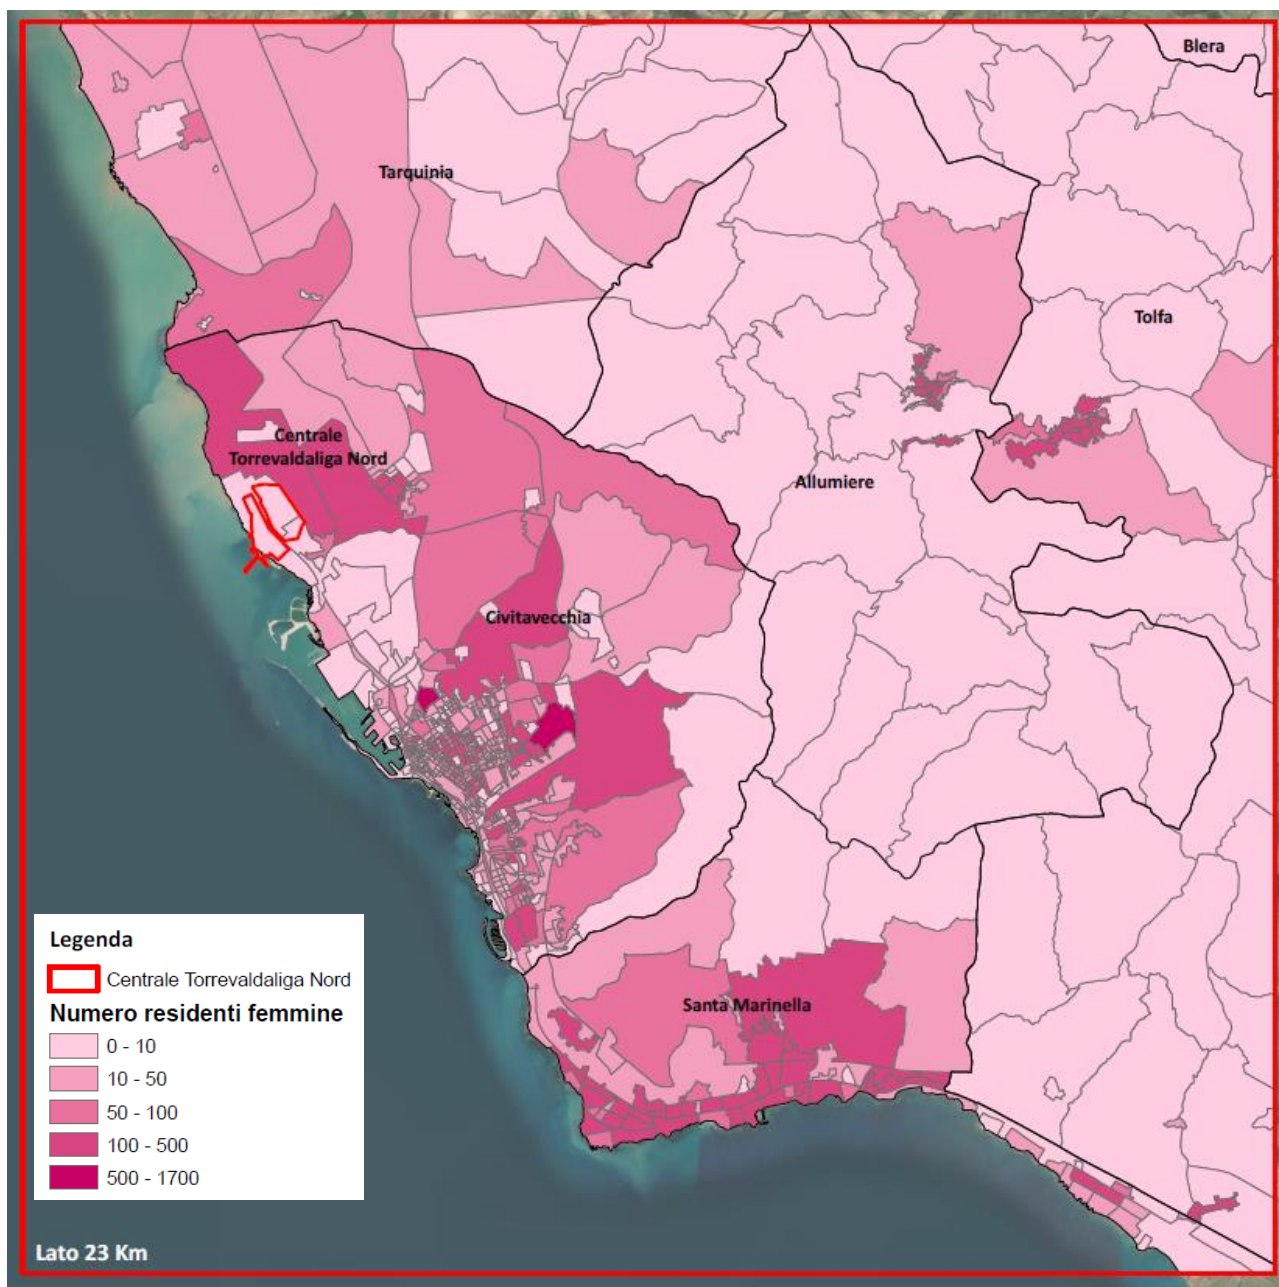 Blera
Tarquinia
Tolfa
Centrale
Torrevaldaliga Nord
Allumiere
Civitavecchia
Santa Marinella
Legenda
Centrale Torrevaldaliga Nord
Numero residenti femmine
0 - 10
10 - 50
50 - 100
100 - 500
500 - 1700
Lato 23 Km